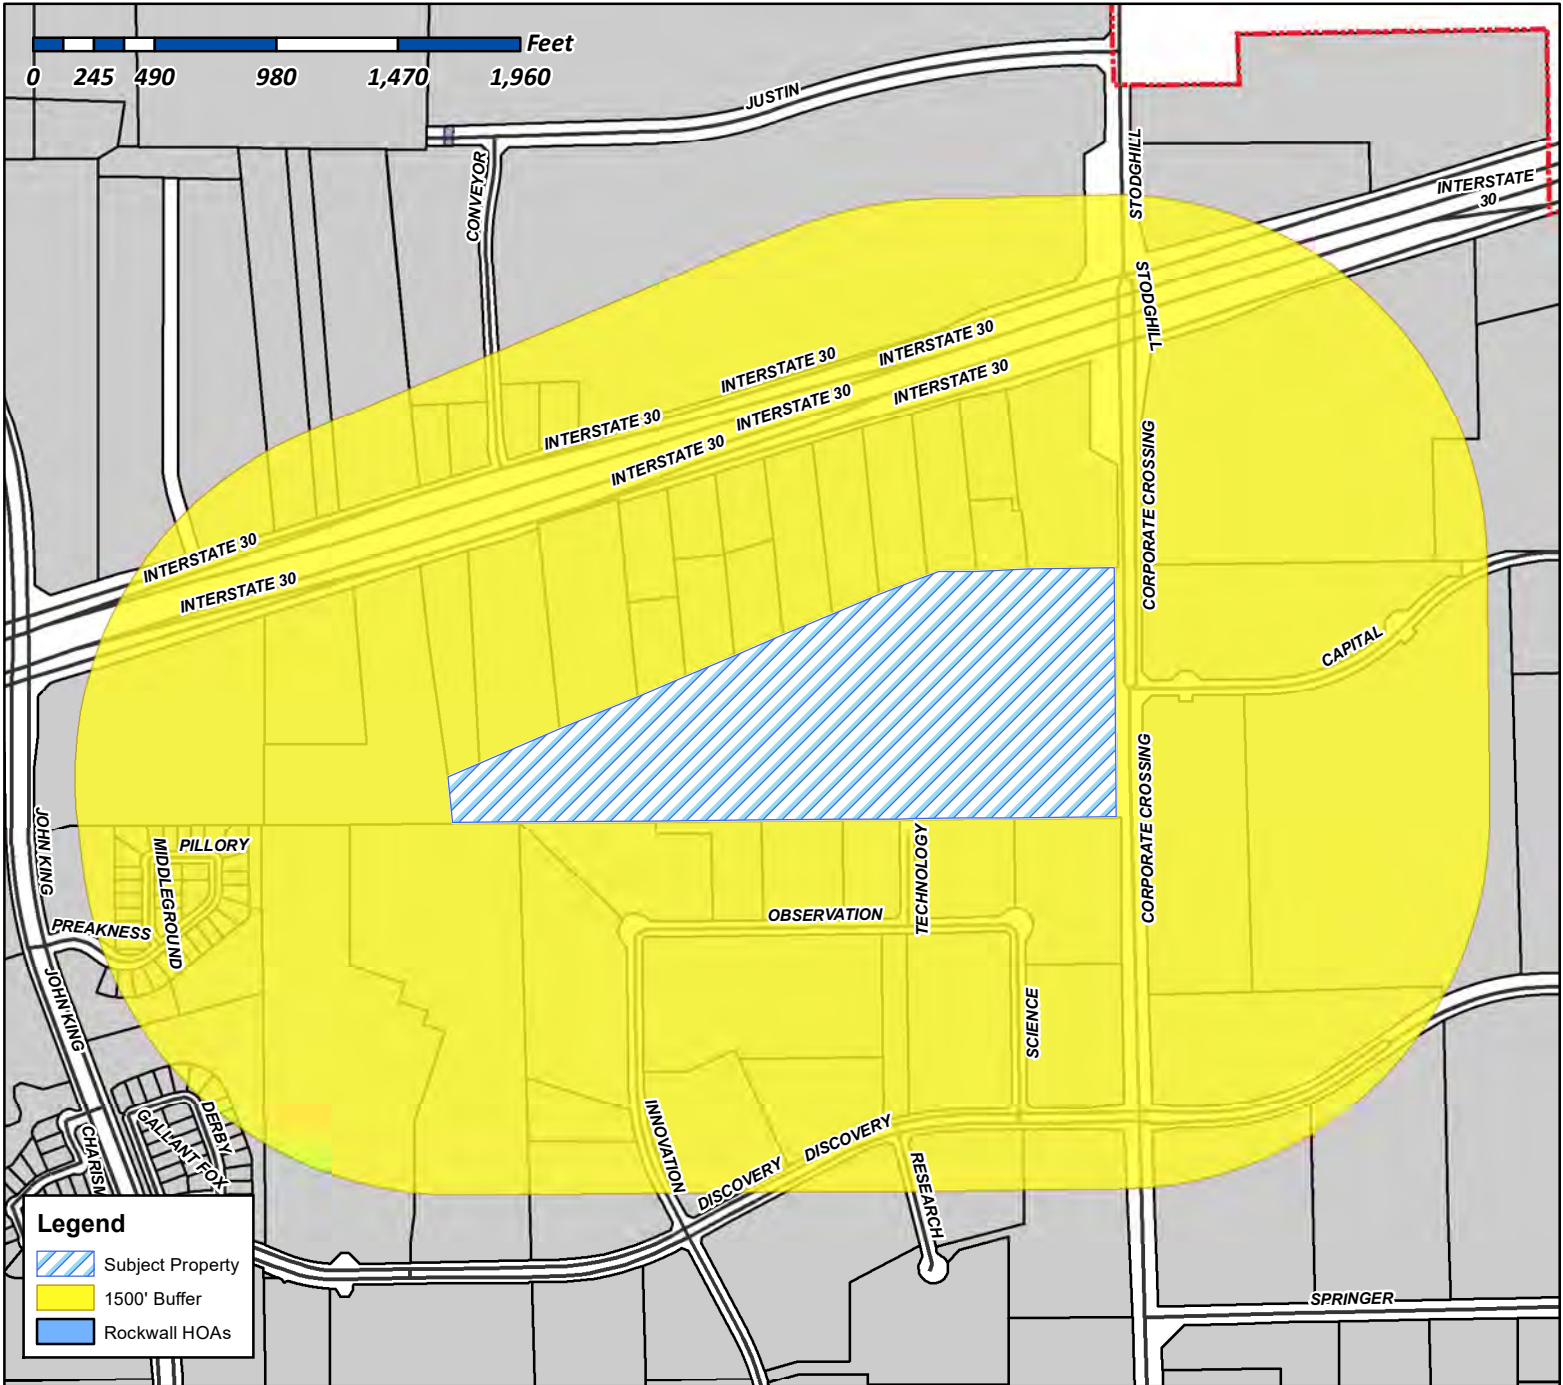 Feet
0 245 490 980 1,470 1,960
JUSTIN
CONVEYOR
STODGHILL
INTERSTATE
30
STODGHILL
INTERSTATE 30
INTERSTATE 30
INTERSTATE 30
INTERSTATE 30
INTERSTATE 30
INTERSTATE 30
INTERSTATE 30
INTERSTATE 30
INTERSTATE 30
CORPORATE CROSSING
CAPITAL
CORPORATE CROSSING
JOHN KING
PILLORY
MIDDLEGROUND
PREAKNESS
TECHNOLOGY
OBSERVATION
JOHN KING
SCIENCE
DERBY
GALLANT FOX
CHARISM
INNOVATION
DISCOVERY
DISCOVERY
RESEARCH
SPRINGER
Legend
Subject Property
1500' Buffer
Rockwall HOAs